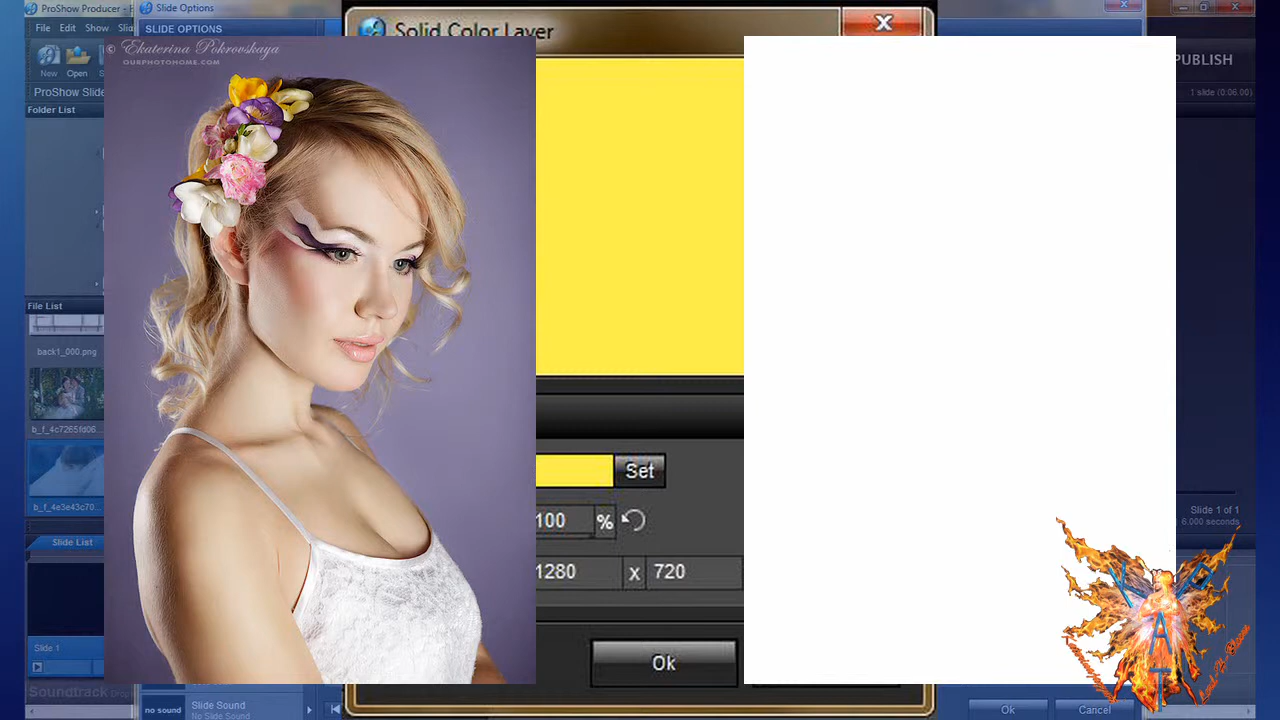 ProShow Producer - F
Slide Options
Solid Color Layer
File Edit Show Slid
SLIDE OPTIONS
© Ekaterina Pokrovskaya
OURPHOTOHOME.COM
New Open S
PUBLISH
ProShow Slide
1 slide (0:06.00)
Folder List
File List
back1_000.png
b_f_4c7265fd06...
Set
100 %
b_f_4e3e43c70...
Slide 1 of 1
6,000 seconds
Slide List
1280 x 720
Slide 1
Ok
Soundtrack Drop
no sound
Slide Sound
No Slide Sound
Ok
Cancel